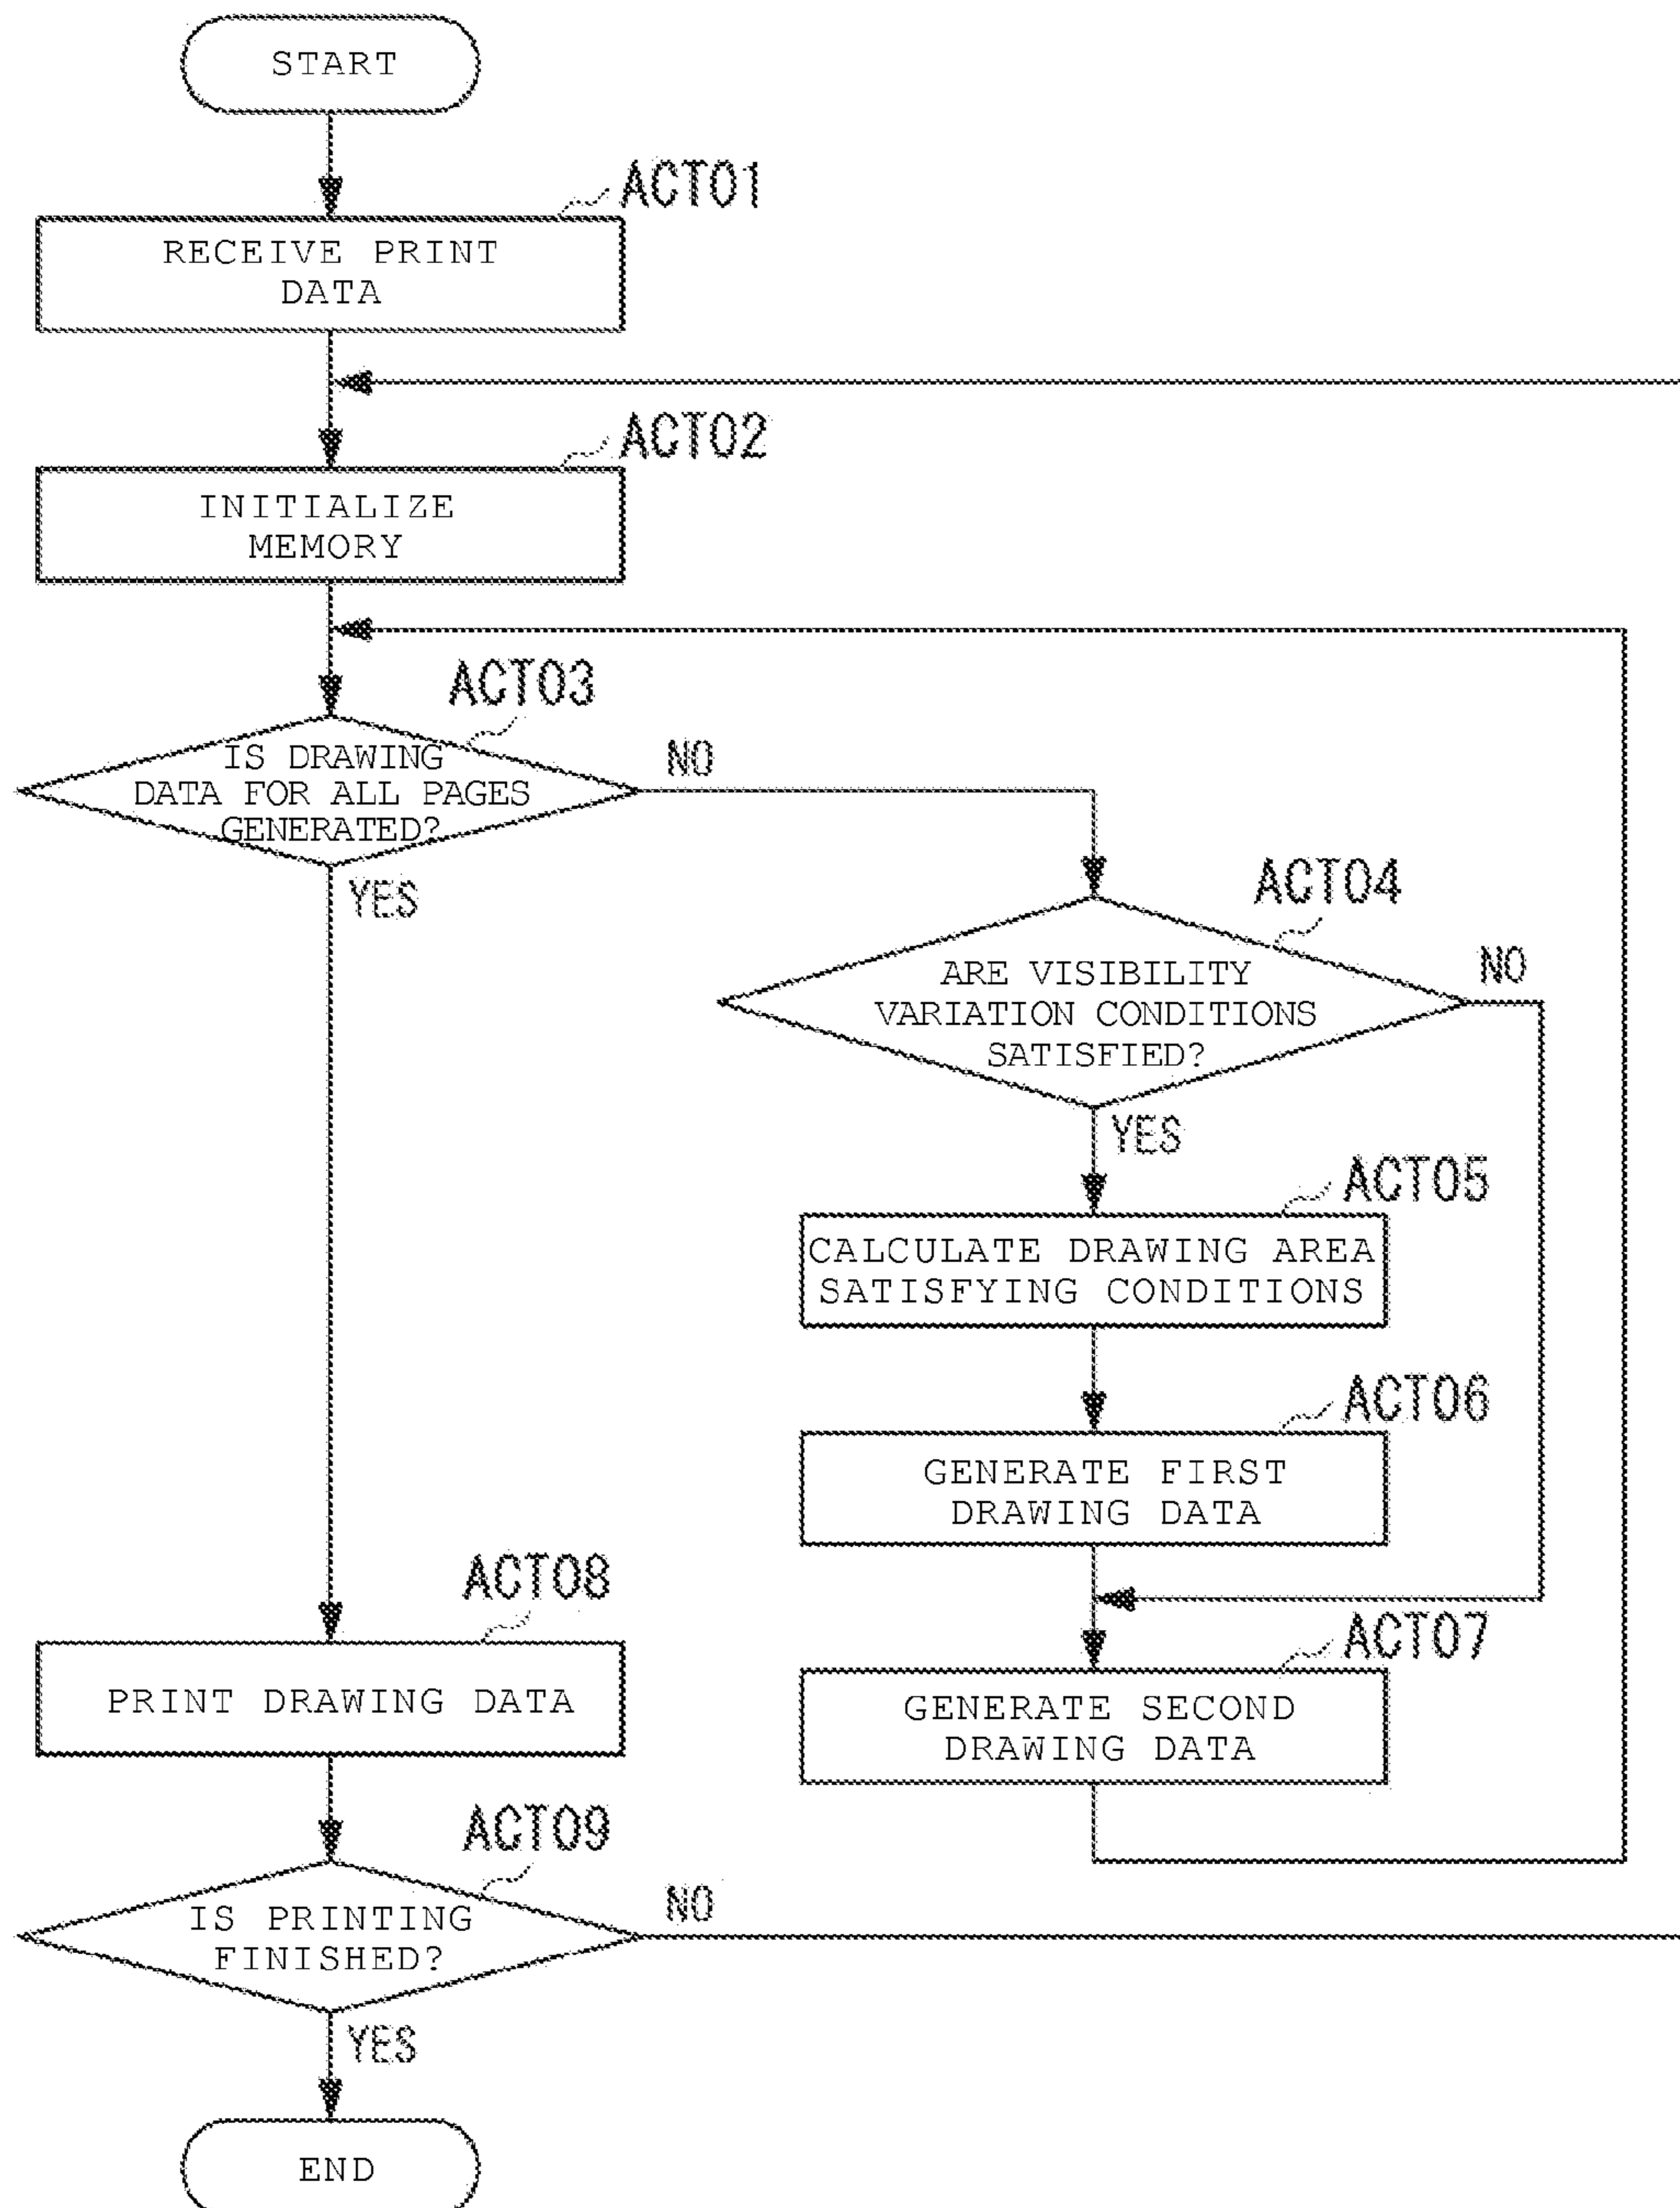 START
ACT01
RECEIVE PRINT
DATA
ACT02
INITIALIZE
MEMORY
ACT03
IS DRAWING
DATA FOR ALL PAGES
GENERATED?
NO
YES
ACT04
ARE VISIBILITY
VARIATION CONDITIONS
SATISFIED?
NO
YES
ACT05
CALCULATE DRAWING AREA
SATISFYING CONDITIONS
ACT06
GENERATE FIRST
DRAWING DATA
ACT07
GENERATE SECOND
DRAWING DATA
ACT08
PRINT DRAWING DATA
ACT09
IS PRINTING
FINISHED?
NO
YES
END